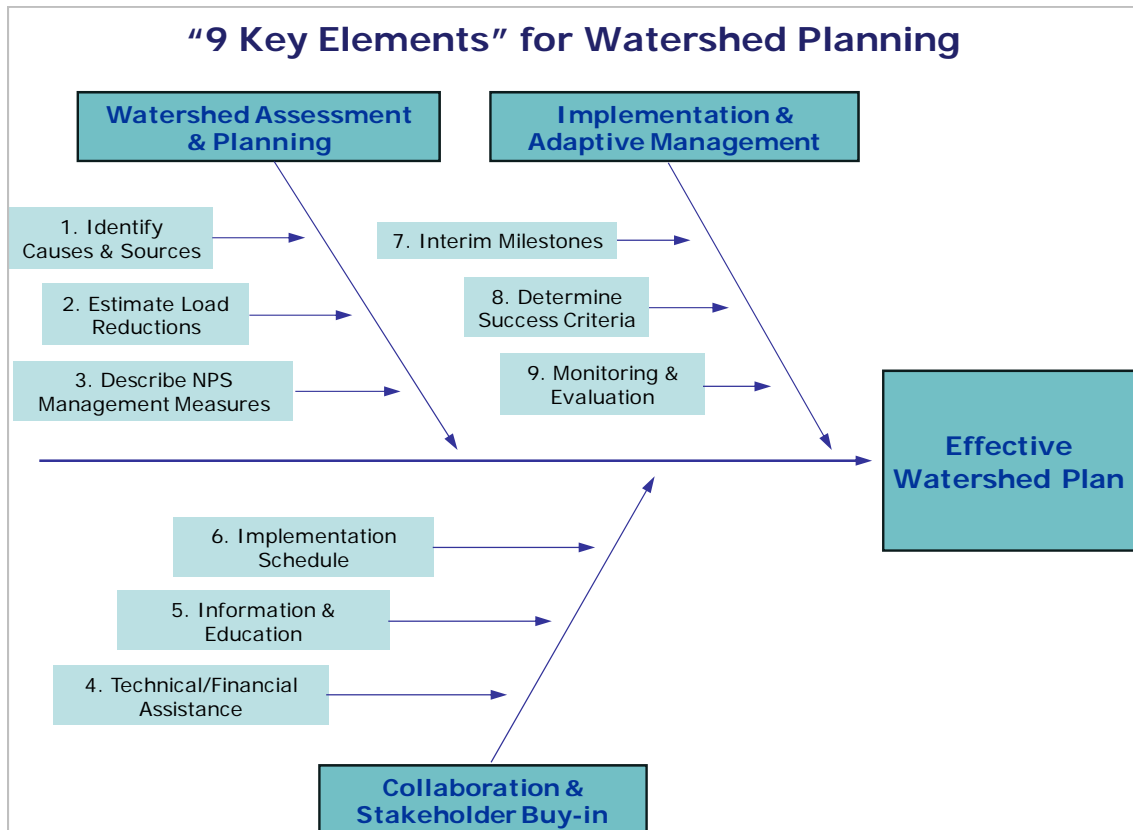 “9 Key Elements” for Watershed Planning
Watershed Assessment
& Planning
Implementation &
Adaptive Management
1. Identify
Causes & Sources
2. Estimate Load
Reductions
3. Describe NPS
Management Measures
7. Interim Milestones
8. Determine
Success Criteria
9. Monitoring &
Evaluation
Effective
Watershed Plan
6. Implementation
Schedule
5. Information &
Education
4. Technical/Financial
Assistance
Collaboration &
Stakeholder Buy-in